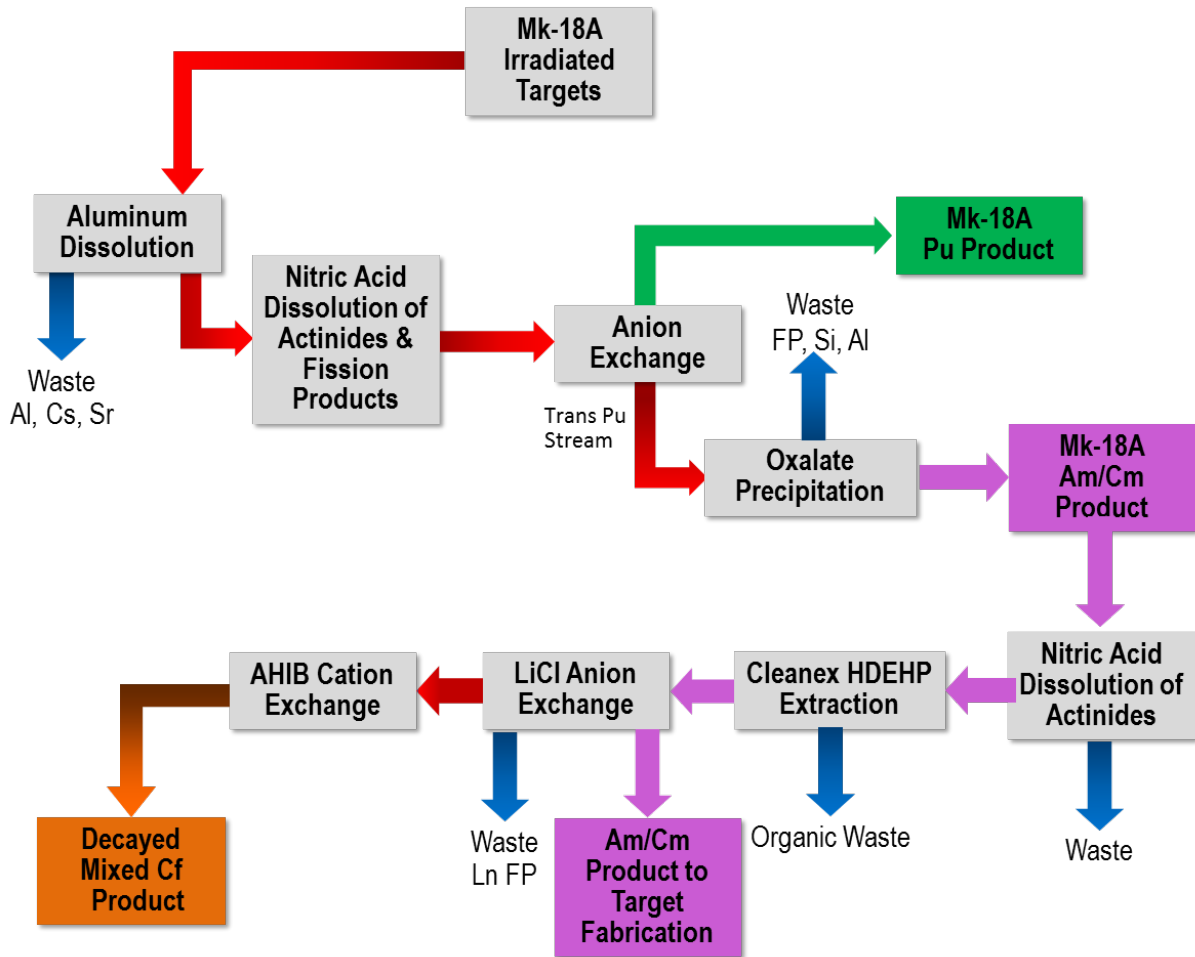 Mk-18A
Irradiated
Targets
Aluminum
Dissolution
Waste
Al, Cs, Sr
Nitric Acid
Dissolution of
Actinides &
Fission
Products
Anion
Exchange
Trans Pu
Stream
Mk-18A
Pu Product
Waste
FP, Si, Al
Oxalate
Precipitation
Mk-18A
Am/Cm
Product
Nitric Acid
Dissolution of
Actinides
Waste
Cleanex HDEHP
Extraction
Organic Waste
LiCl Anion
Exchange
Waste
Ln FP
Am/Cm
Product to
Target
Fabrication
AHIB Cation
Exchange
Decayed
Mixed Cf
Product